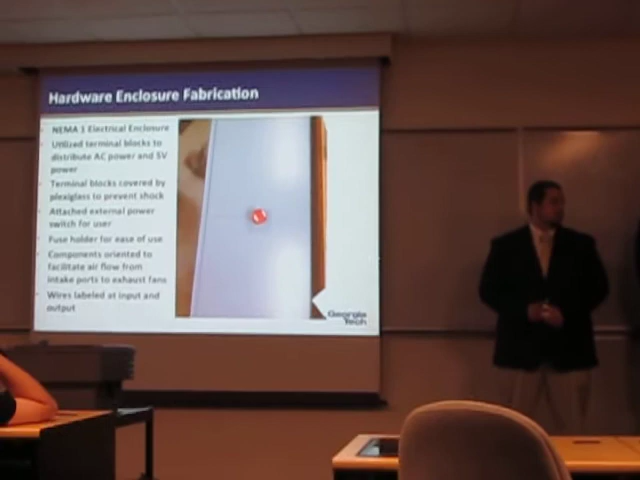 Hardware Enclosure Fabrication
NEMA 1 Electrical Enclosure
Utilized terminal blocks to
distribute AC power and 5V
power
Terminal blocks covered by
plexiglass to prevent shock
Attached external power
switch for user
Fuse holder for ease of use
Components oriented to
facilitate air flow from
intake ports to exhaust fans
Wires labeled at input and
output
Georgia
Tech